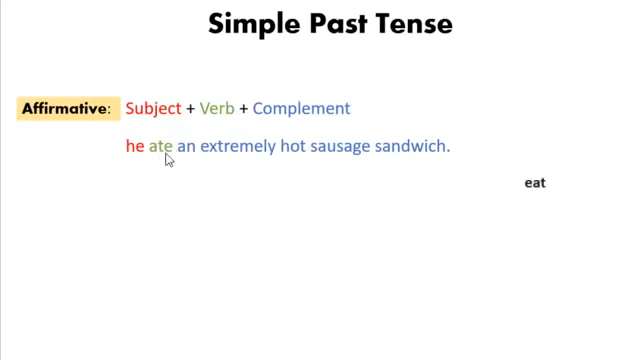 Simple Past Tense
Affirmative: Subject + Verb + Complement
he ate an extremely hot sausage sandwich.
eat